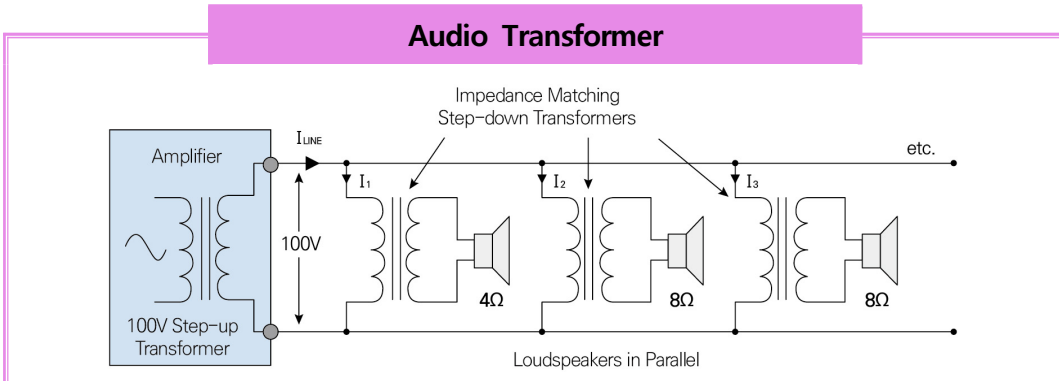 Audio Transformer
Impedance Matching
Step-down Transformers
Amplifier
I LINE
etc.
I1
I2
I3
100V
4Ω
8Ω
8Ω
100V Step-up
Transformer
Loudspeakers in Parallel